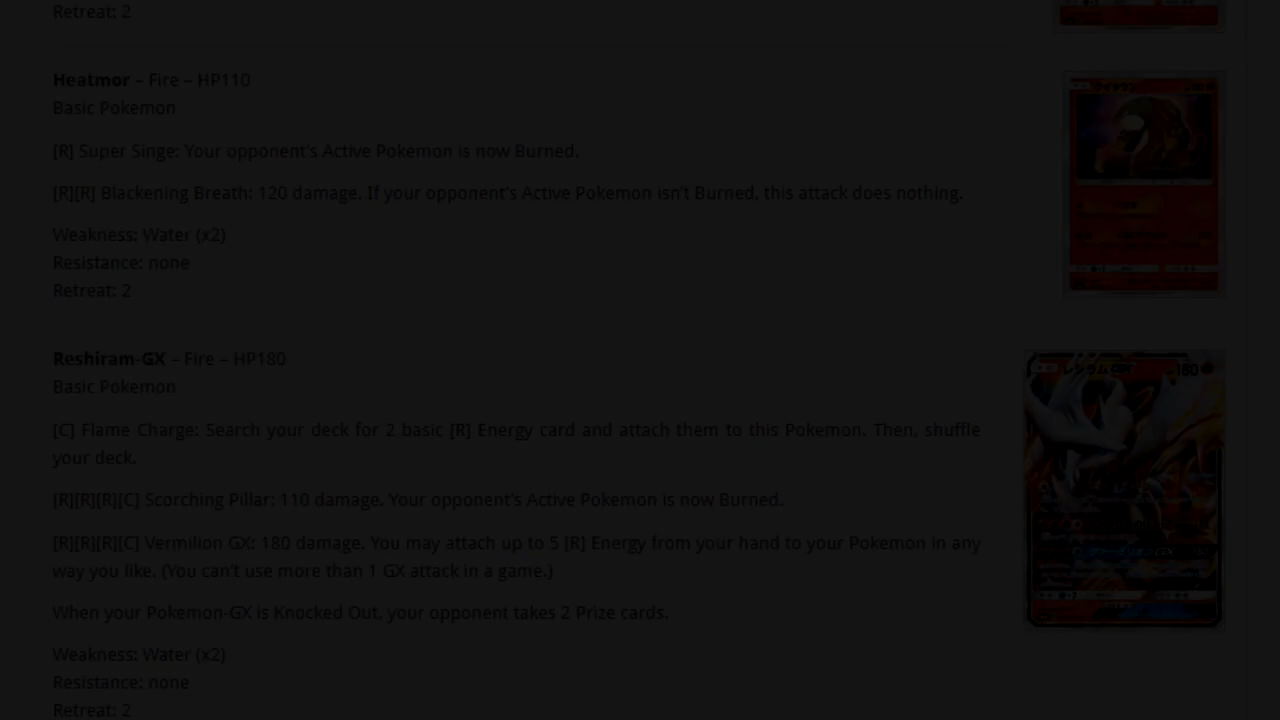 Retreat: 2
Heatmor – Fire – HP110
Basic Pokemon
[R] Super Singe: Your opponent's Active Pokemon is now Burned.
[R][R] Blackening Breath: 120 damage. If your opponent's Active Pokemon isn't Burned, this attack does nothing.
Weakness: Water (x2)
Resistance: none
Retreat: 2
Reshiram-GX – Fire – HP180
Basic Pokemon
[C] Flame Charge: Search your deck for 2 basic [R] Energy card and attach them to this Pokemon. Then, shuffle
your deck.
[R][R][R][C] Scorching Pillar: 110 damage. Your opponent's Active Pokemon is now Burned.
[R][R][R][C] Vermilion GX: 180 damage. You may attach up to 5 [R] Energy from your hand to your Pokemon in any
way you like. (You can't use more than 1 GX attack in a game.)
When your Pokemon-GX is Knocked Out, your opponent takes 2 Prize cards.
Weakness: Water (x2)
Resistance: none
Retreat: 2
レシラム GX 180